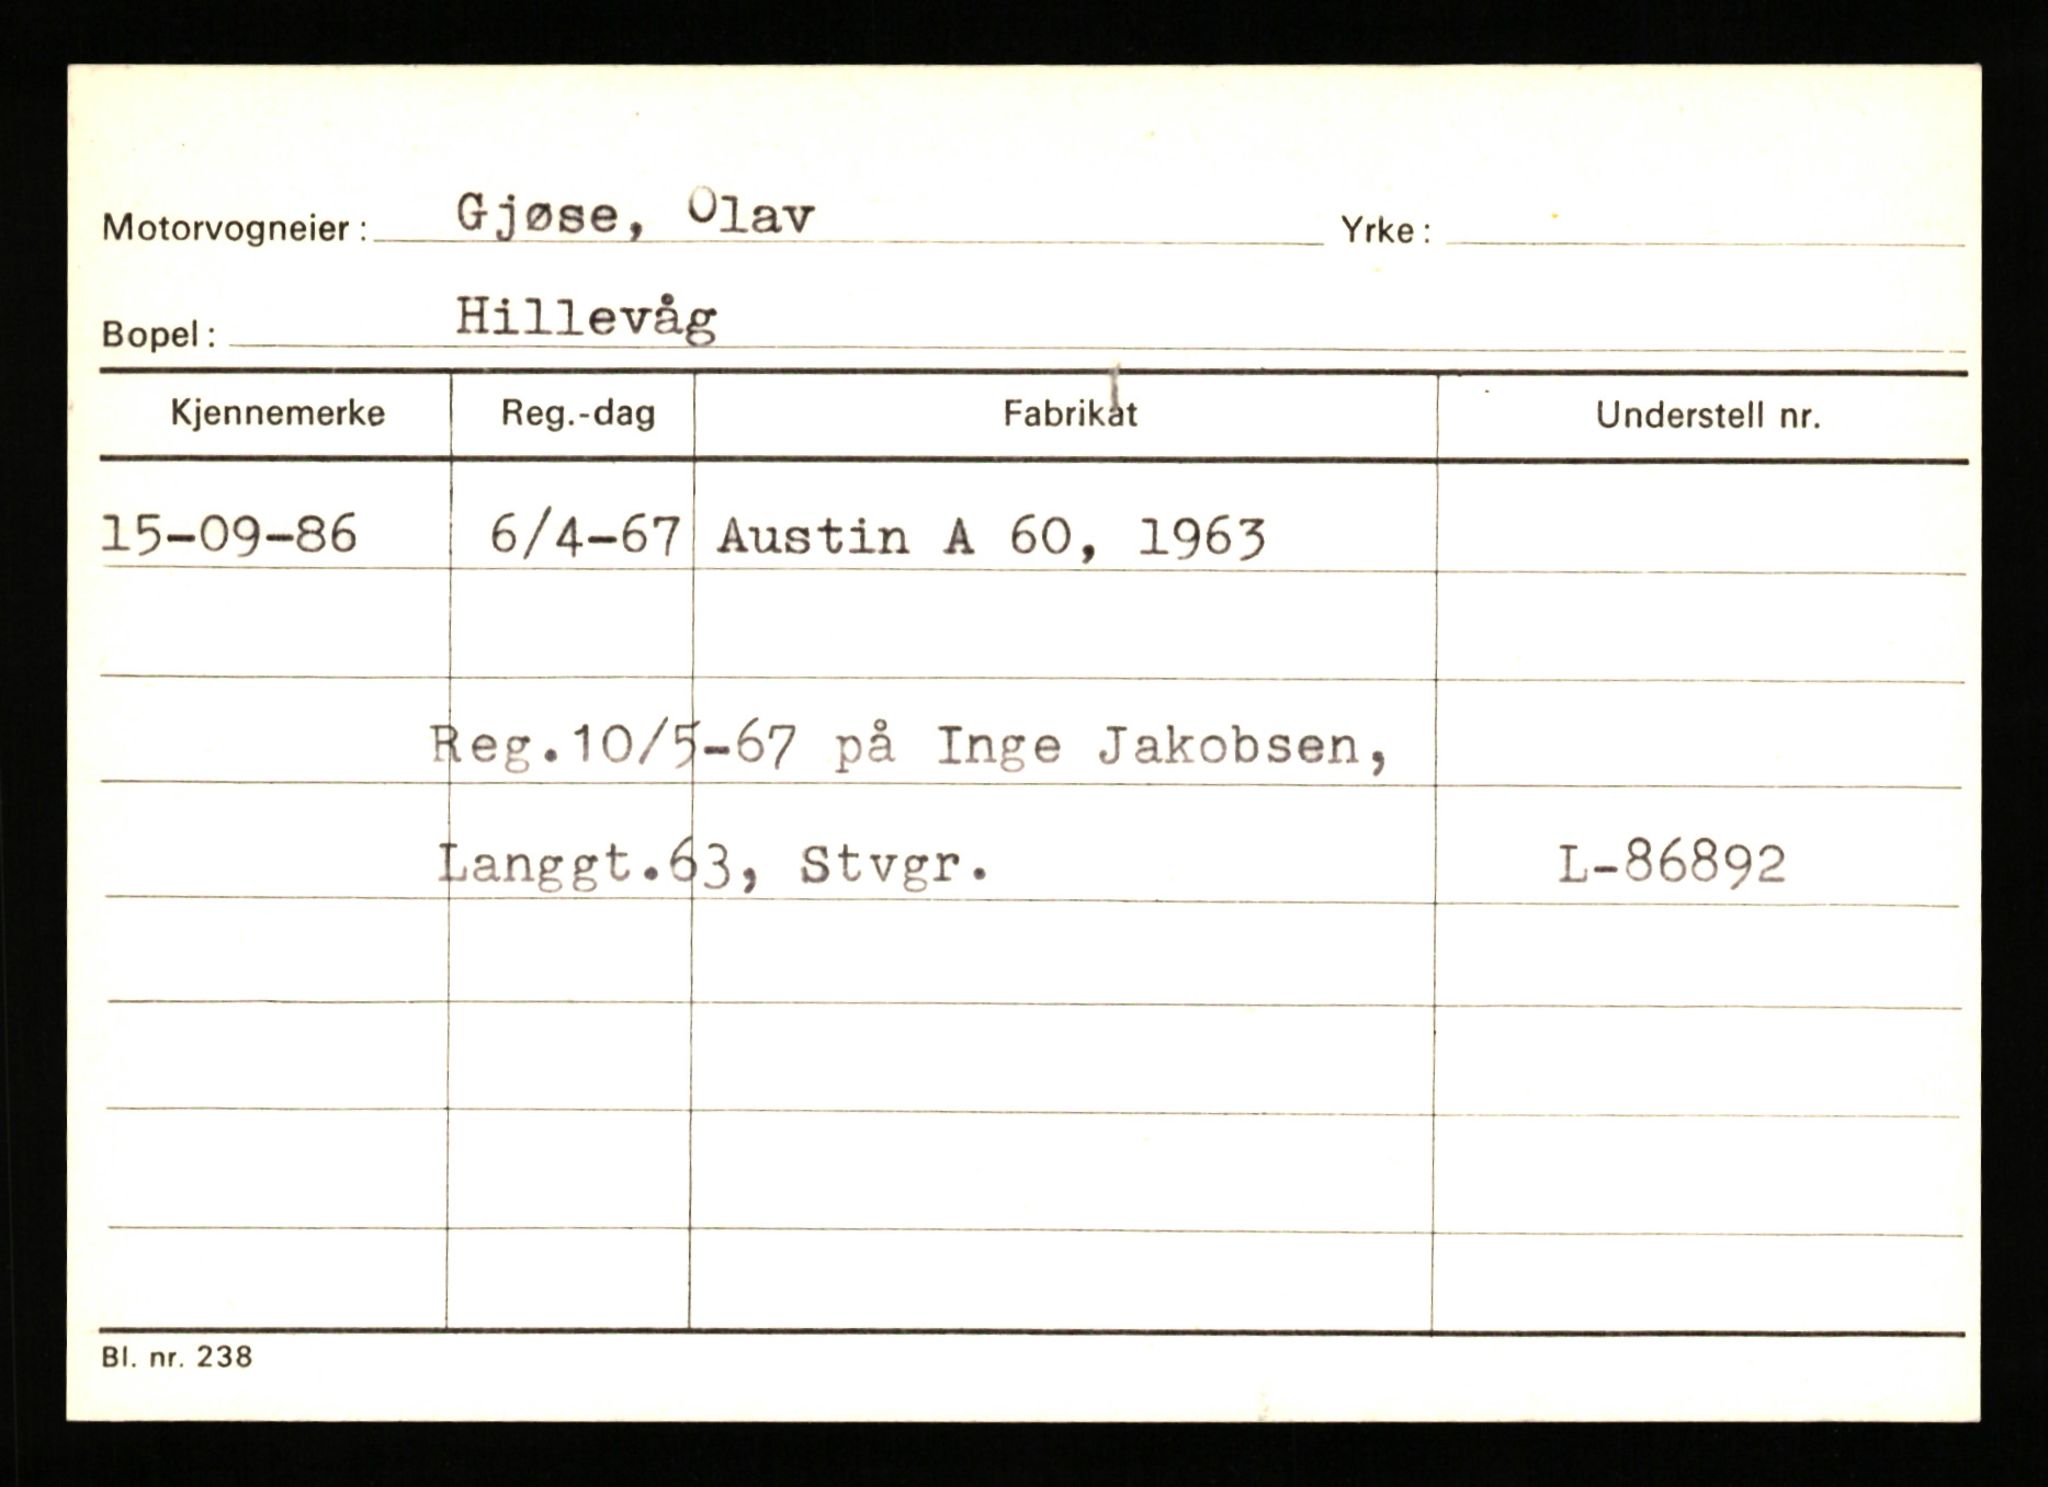 Motorvogneier: Gjøse, Olav Yrke:
Bopel: Hillevåg
Kjennemerke Reg.-dag Fabrikat Understell nr.
15-09-86 6/4-67 Austin A 60, 1963
Reg.10/5-67 på Inge Jakobsen,
Langgt.63, Stvgr. L-86892
Bl. nr. 238